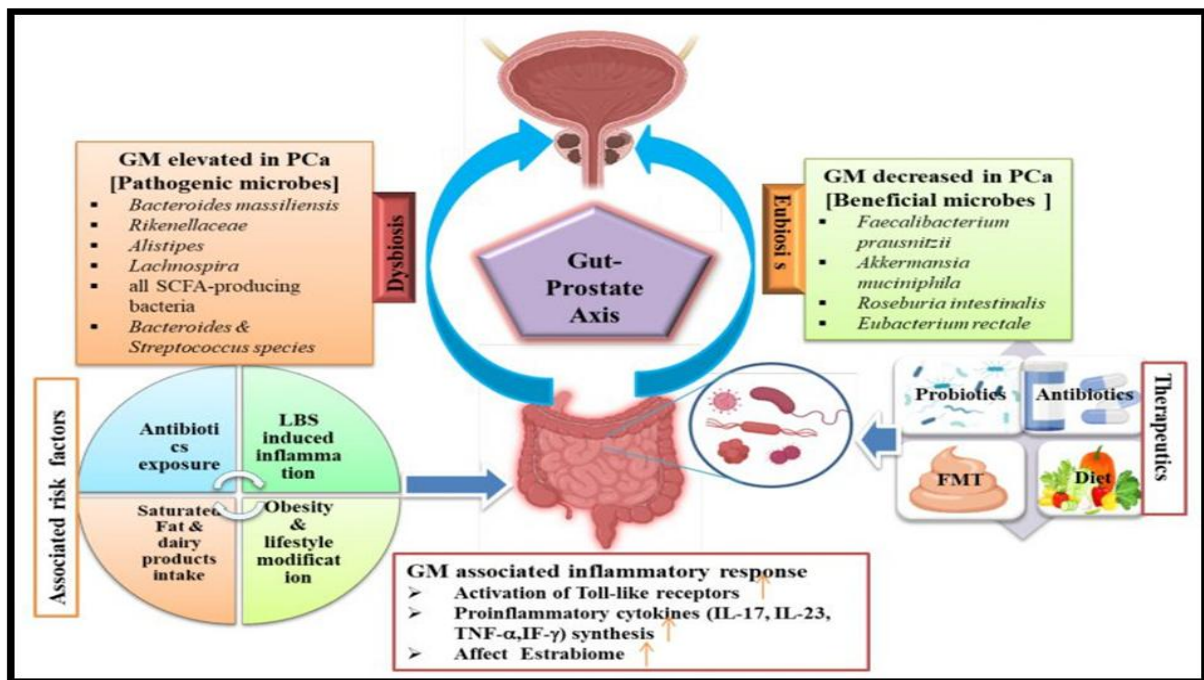 GM elevated in PCa
[Pathogenic microbes]
▪ Bacteroides massiliensis
▪ Rikenellaceae
▪ Alistipes
▪ Lachnospira
▪ all SCFA-producing
bacteria
▪ Bacteroides &
Streptococcus species
Dysbiosis
Gut-
Prostate
Axis
Eubiosi s
GM decreased in PCa
[Beneficial microbes ]
▪ Faecalibacterium
prausnitzii
▪ Akkermansia
muciniphila
▪ Roseburia intestinalis
▪ Eubacterium rectale
Associated risk factors
Antibioti
cs
exposure
LBS
induced
inflamma
tion
Saturated
Fat &
dairy
products
intake
Obesity
&
lifestyle
modificat
ion
Probiotics
Antibiotics
FMT
Diet
Therapeutics
GM associated inflammatory response
➢ Activation of Toll-like receptors
➢ Proinflammatory cytokines (IL-17, IL-23,
TNF-α,IF-γ) synthesis
➢ Affect Estrabiome